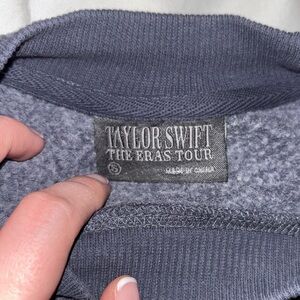 TAYLOR SWIFT
THE ERAS TOUR
S MADE IN CHINA